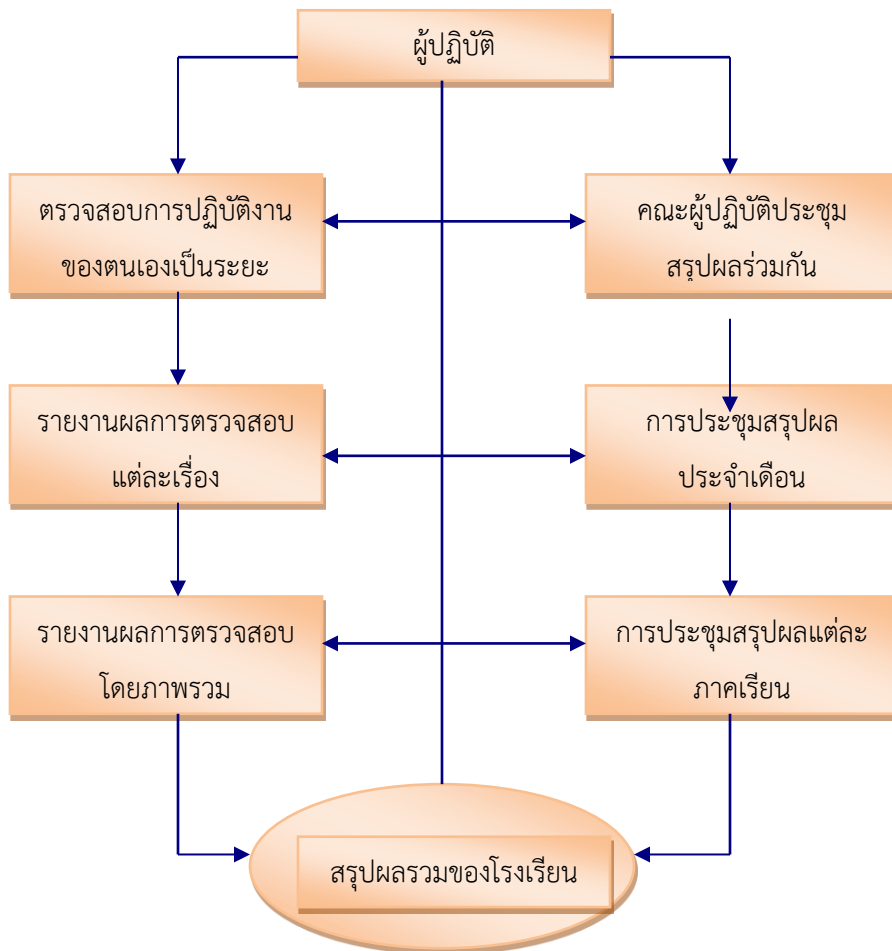 ผู้ปฏิบัติ
ตรวจสอบการปฏิบัติงาน
ของตนเองเป็นระยะ
คณะผู้ปฏิบัติประชุม
สรุปผลร่วมกัน
รายงานผลการตรวจสอบ
แต่ละเรื่อง
การประชุมสรุปผล
ประจำเดือน
รายงานผลการตรวจสอบ
โดยภาพรวม
การประชุมสรุปผลแต่ละ
ภาคเรียน
สรุปผลรวมของโรงเรียน